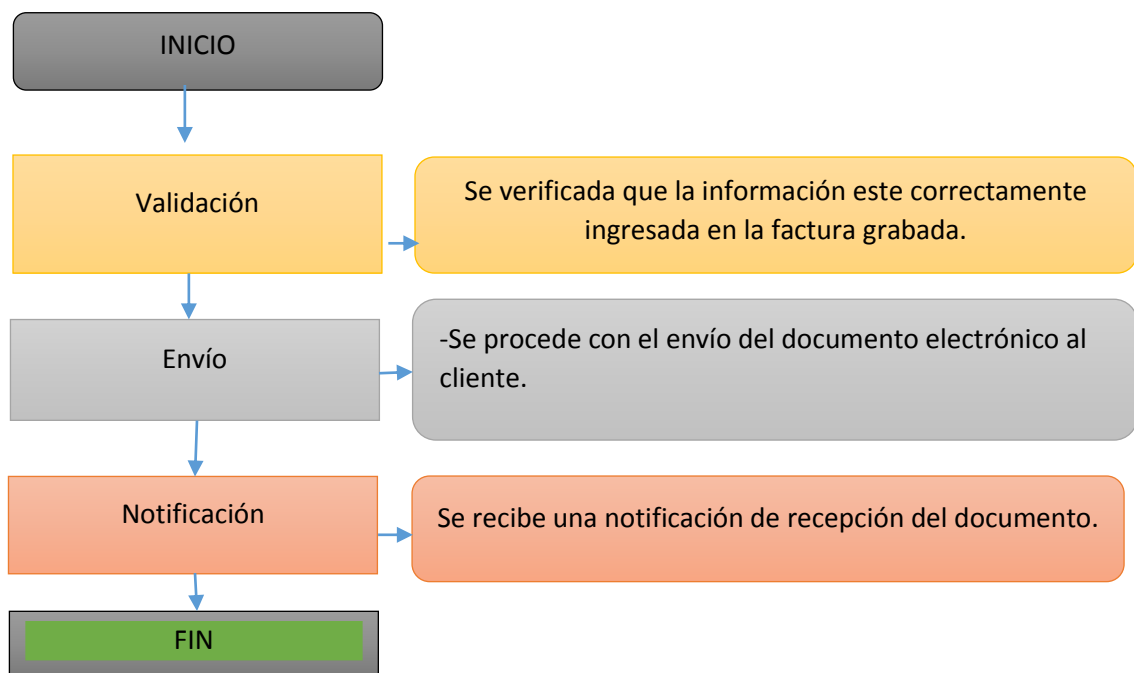 INICIO
Validación
Se verificada que la información este correctamente
ingresada en la factura grabada.
Envío
-Se procede con el envío del documento electrónico al
cliente.
Notificación
Se recibe una notificación de recepción del documento.
FIN